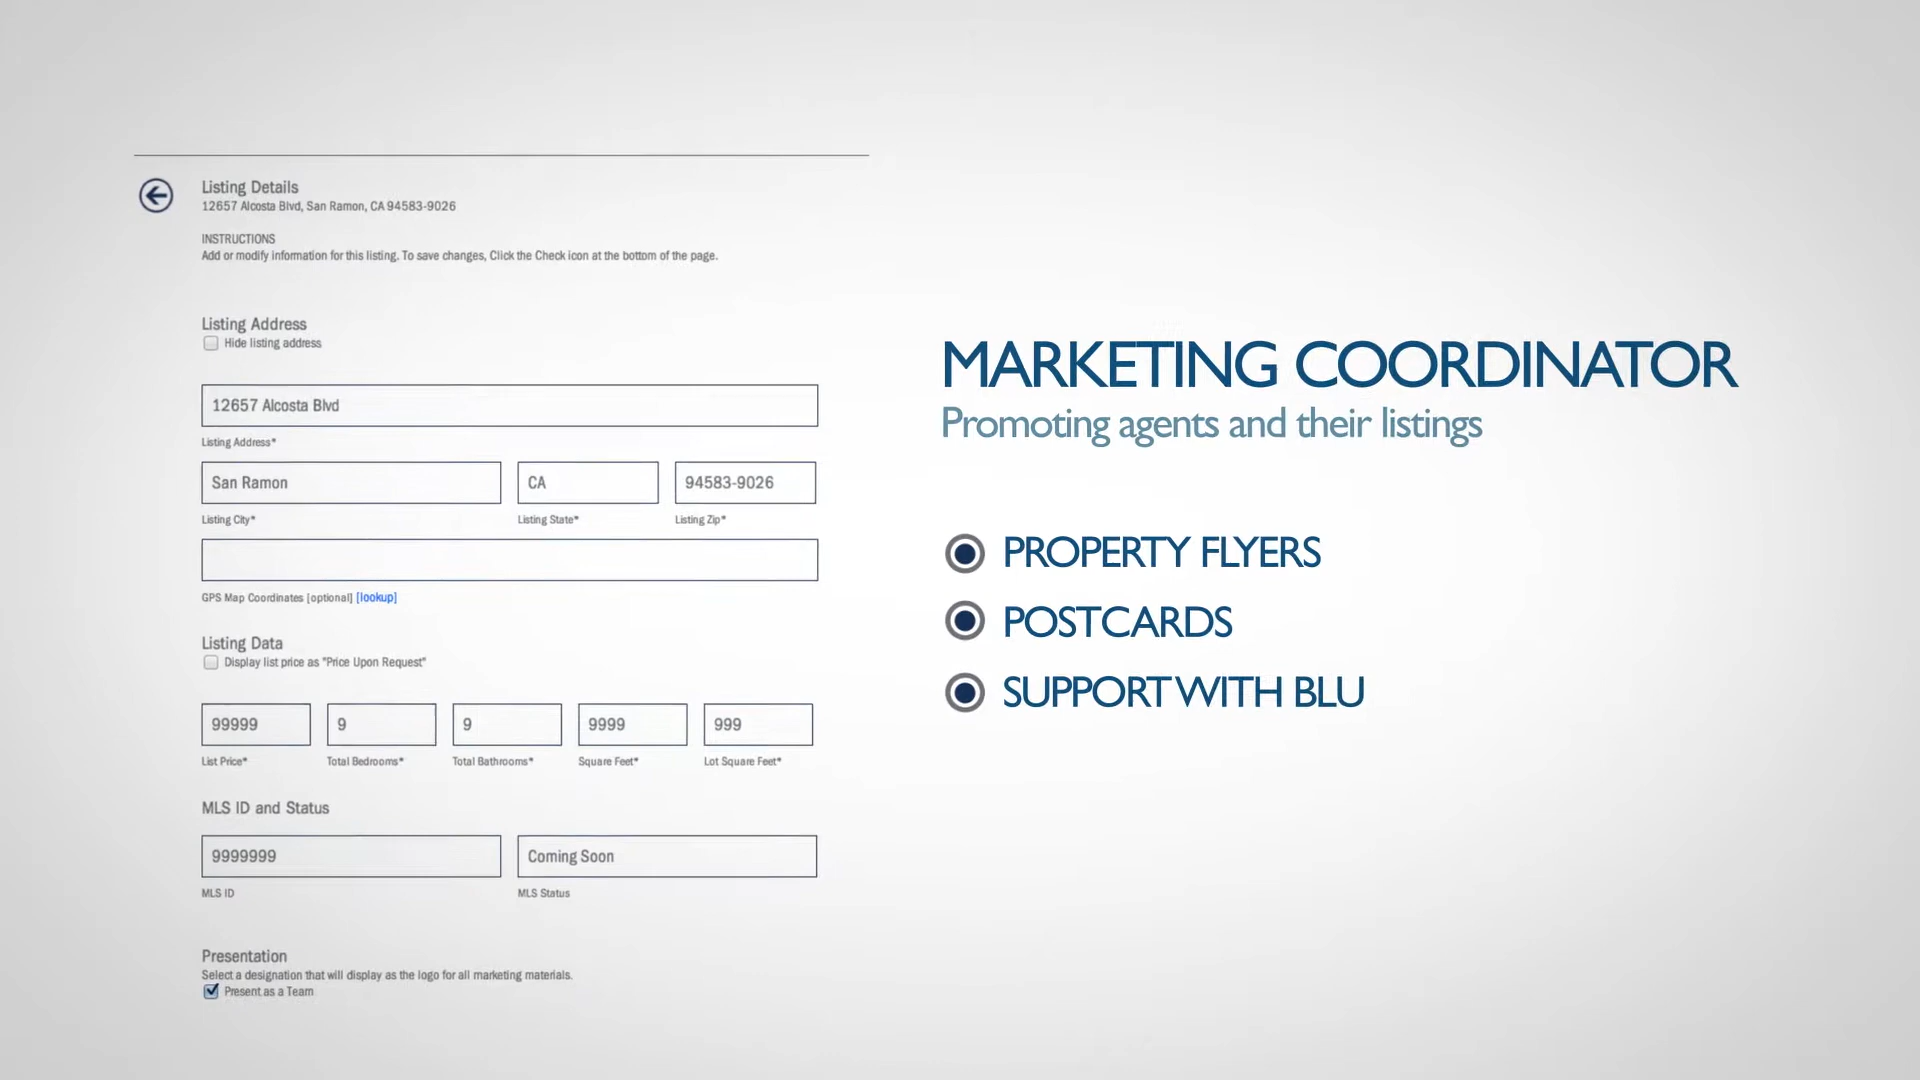 Listing Details
12657 Alcosta Blvd, San Ramon, CA 94583-9026
INSTRUCTIONS
Add or modify information for this listing. To save changes, Click the Check icon at the bottom of the page.
Listing Address
Hide listing address
12657 Alcosta Blvd
Listing Address*
San Ramon CA 94583-9026
Listing City* Listing State* Listing Zip*
GPS Map Coordinates [optional] [lookup]
Listing Data
Display list price as "Price Upon Request"
99999 9 9 9999 999
List Price* Total Bedrooms* Total Bathrooms* Square Feet* Lot Square Feet*
MLS ID and Status
9999999 Coming Soon
MLS ID MLS Status
Presentation
Select a designation that will display as the logo for all marketing materials.
Present as a Team
MARKETING COORDINATOR
Promoting agents and their listings
PROPERTY FLYERS
POSTCARDS
SUPPORT WITH BLU